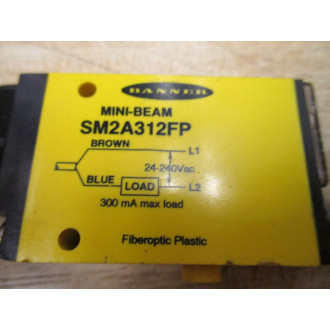 BANNER
MINI-BEAM
SM2A312FP
BROWN
L1
24-240Vac
BLUE
LOAD
L2
300 mA max load
Fiberoptic Plastic